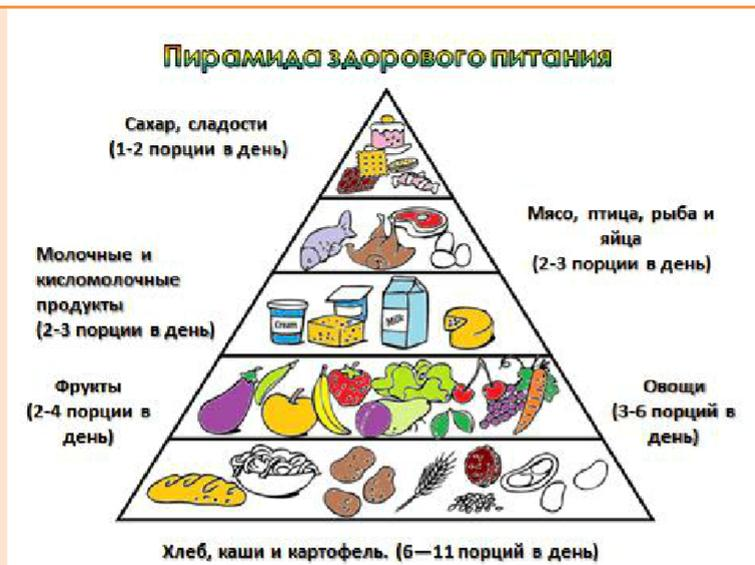 Пирамида здорового питания
Сахар, сладости
(1-2 порции в день)
Мясо, птица, рыба и
яйца
(2-3 порции в день)
Молочные и
кисломолочные
продукты
(2-3 порции в день)
Cream
Milk
Фрукты
(2-4 порции в
день)
Овощи
(3-6 порций в
день)
Хлеб, каши и картофель. (6—11 порций в день)